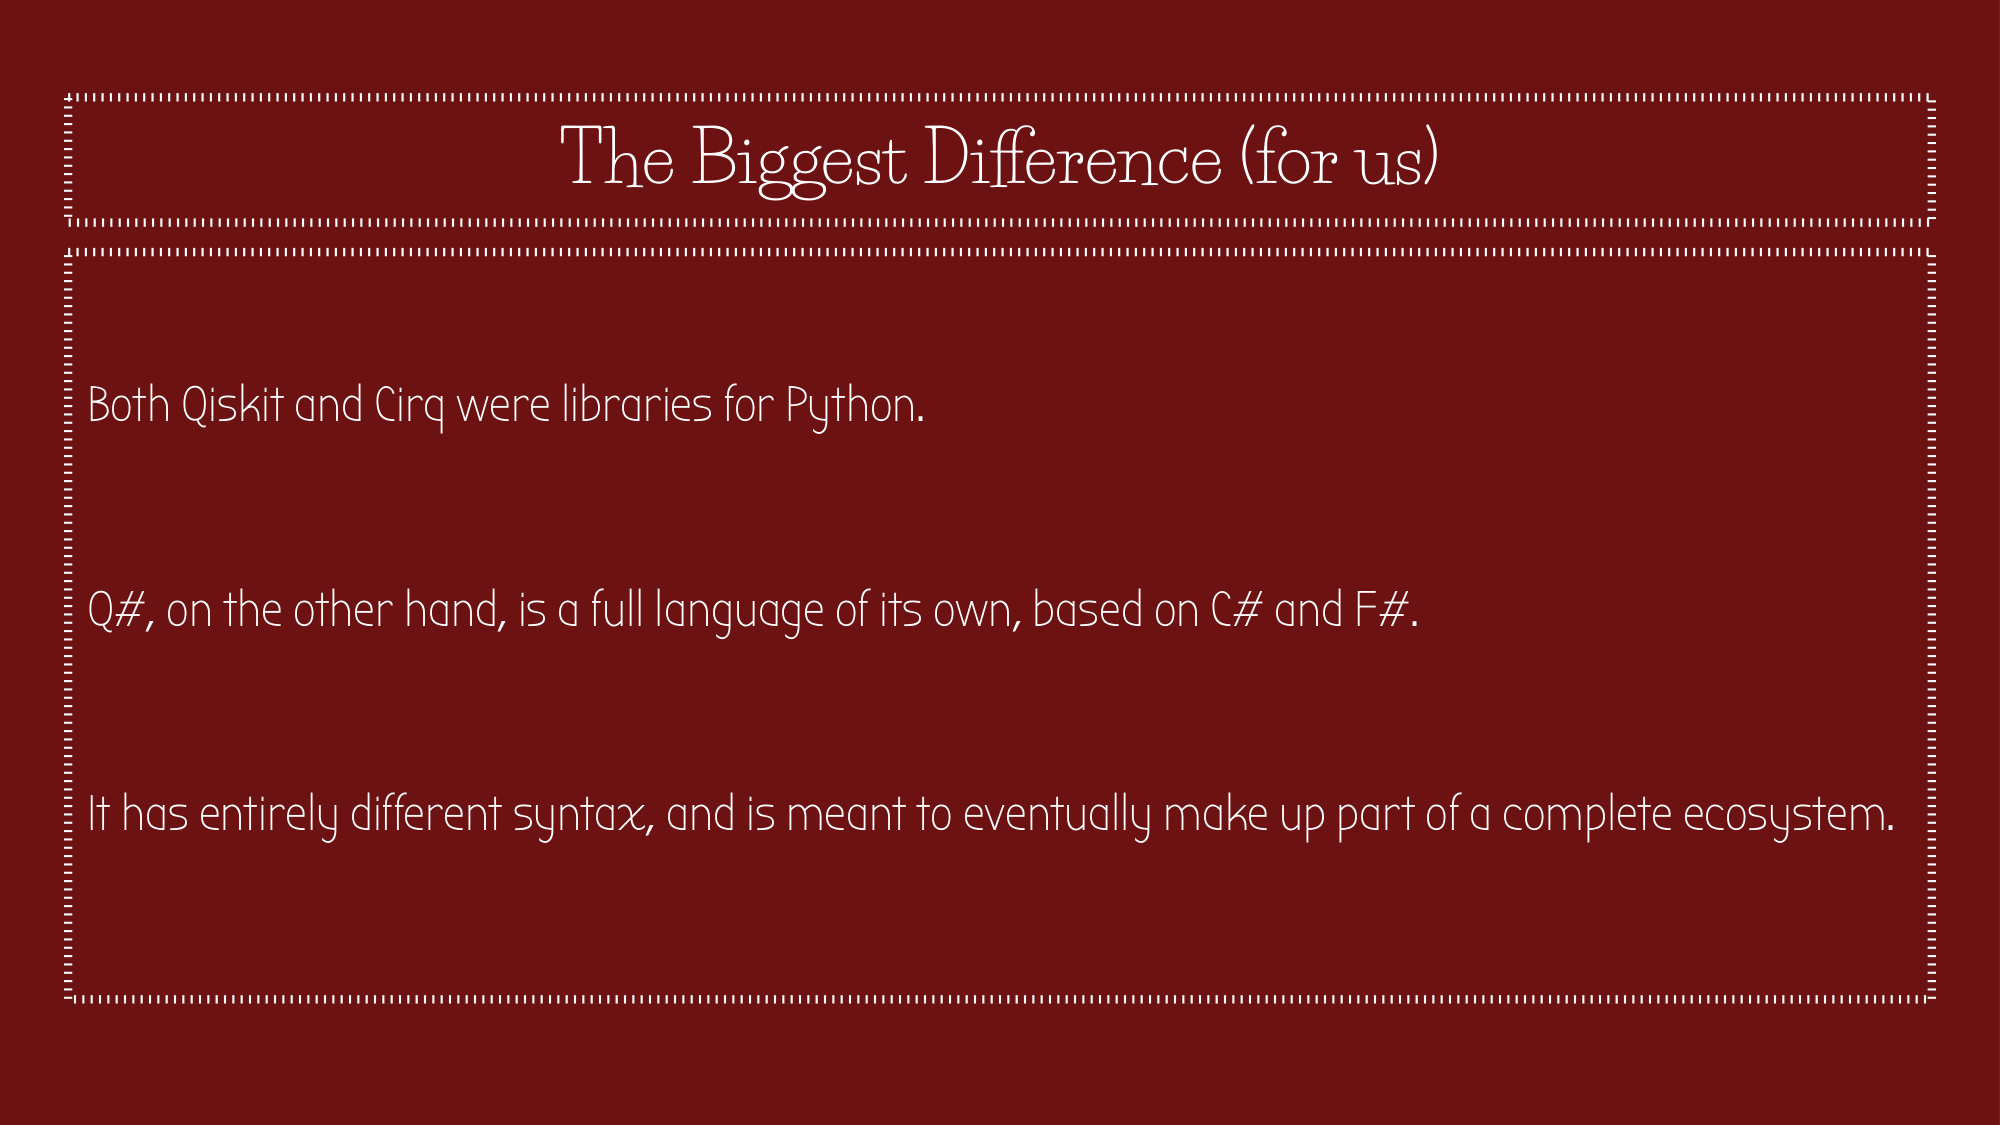 The Biggest Difference (for us)
Both Qiskit and Cirq were libraries for Python.
Q#, on the other hand, is a full language of its own, based on C# and F#.
It has entirely different syntax, and is meant to eventually make up part of a complete ecosystem.